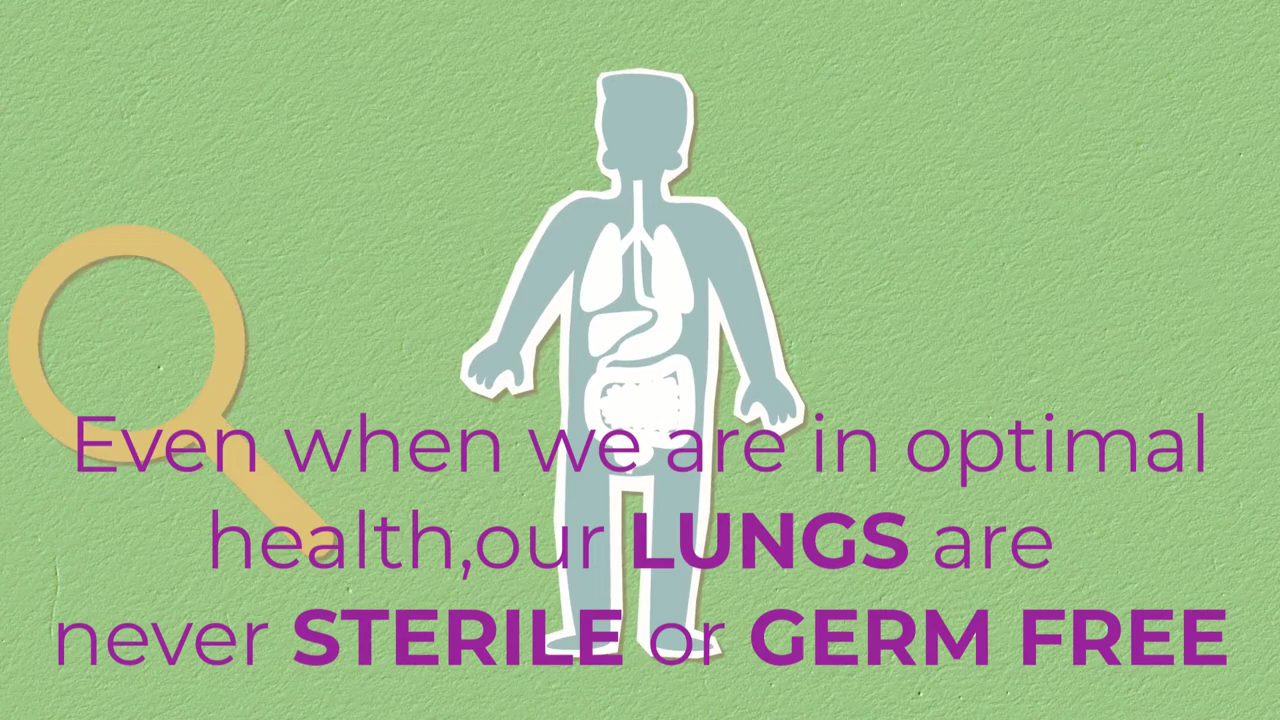 Even when we are in optimal
health,our LUNGS are
never STERILE or GERM FREE